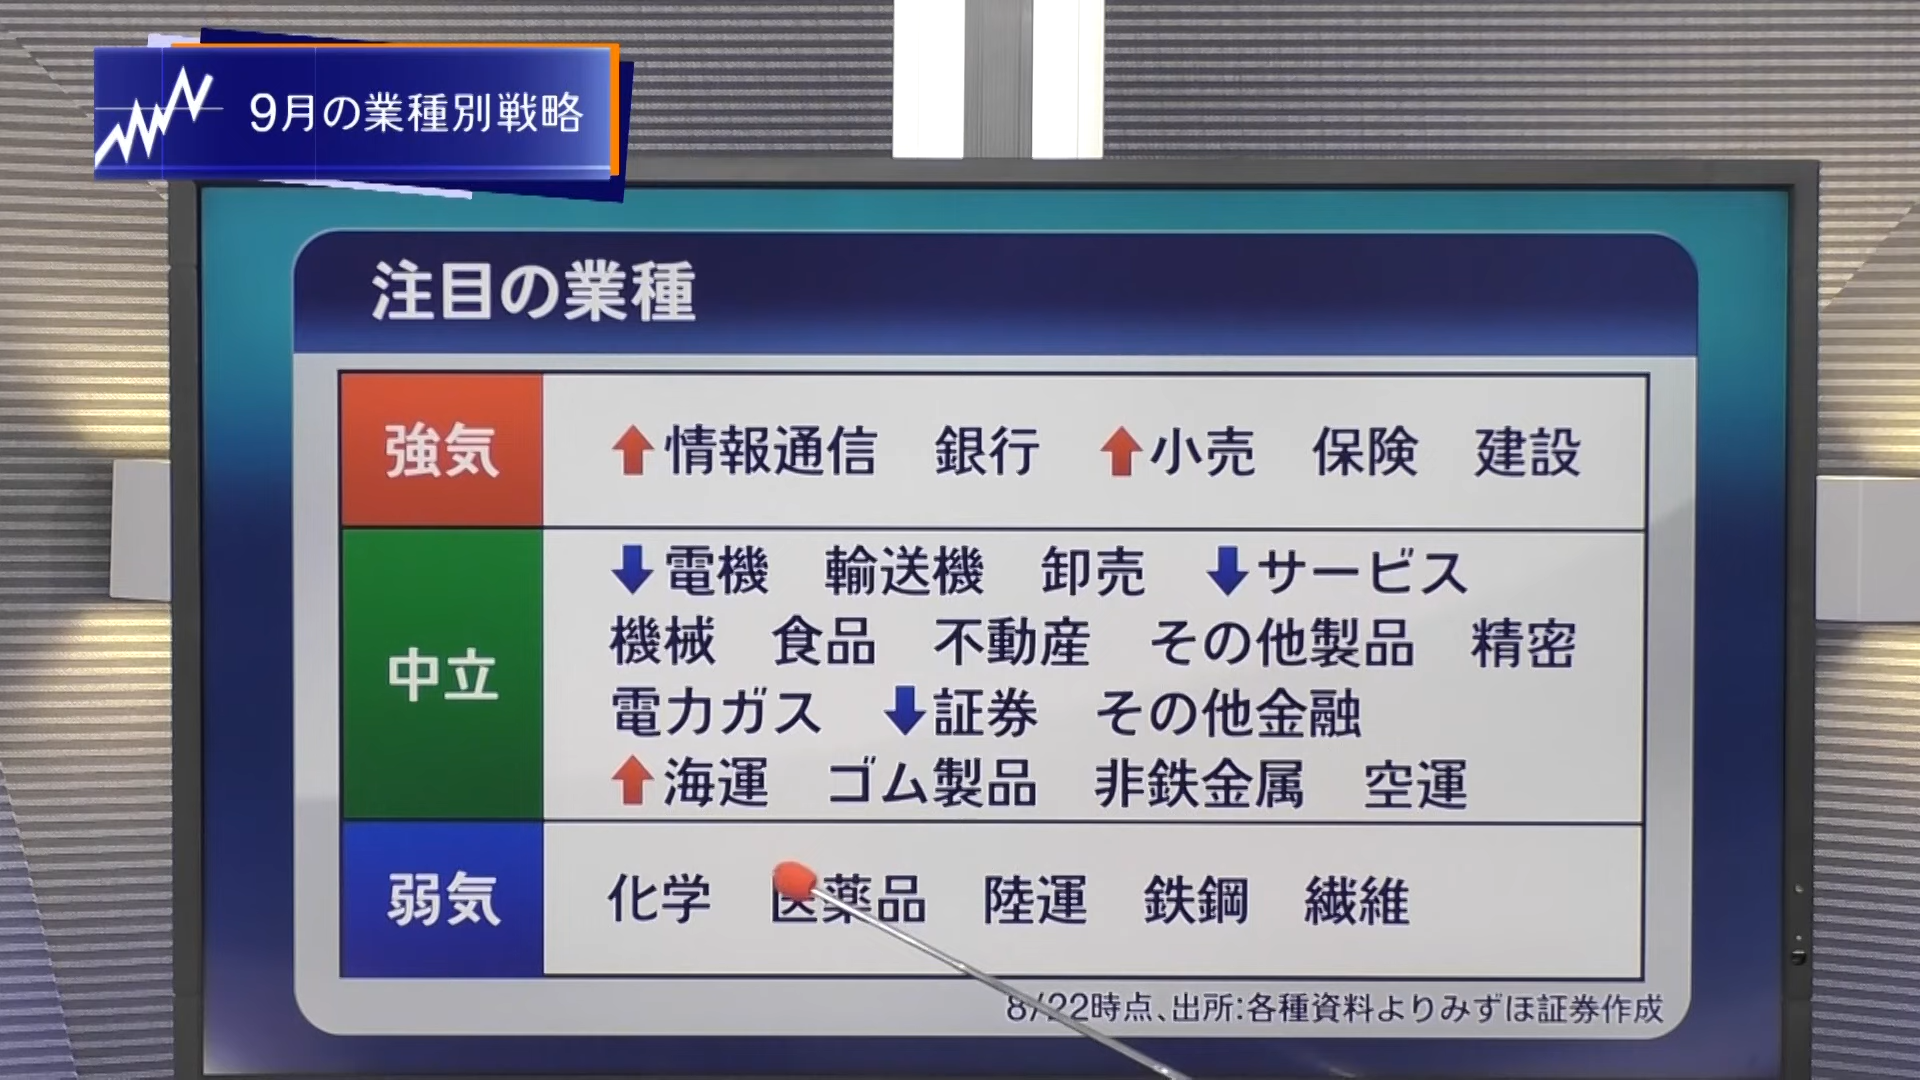 9月の業種別戦略
注目の業種
強気
↑情報通信 銀行 ↑小売 保険 建設
中立
↓電機 輸送機 卸売 ↓サービス
機械 食品 不動産 その他製品 精密
電力ガス ↓証券 その他金融
↑海運 ゴム製品 非鉄金属 空運
弱気
化学 医薬品 陸運 鉄鋼 繊維
8/22時点、出所:各種資料よりみずほ証券作成